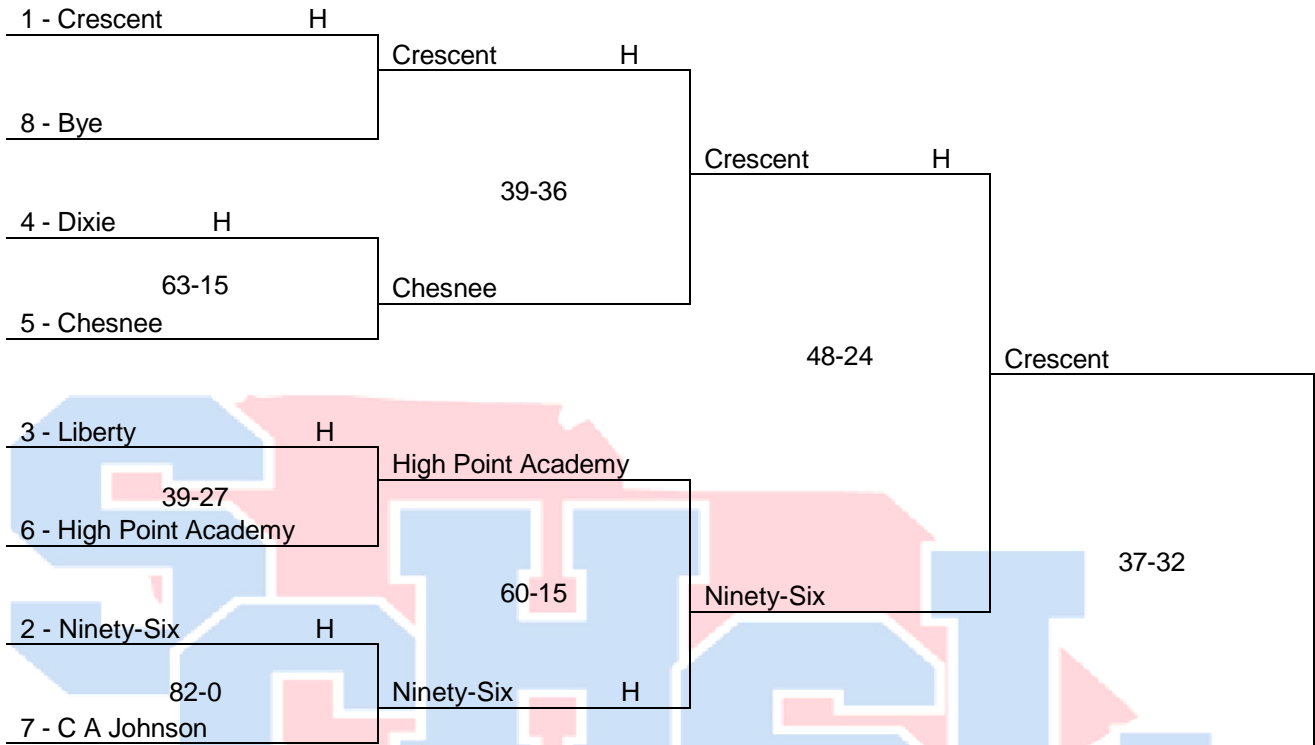 1 - Crescent H
Crescent H
8 - Bye
Crescent H
39-36
4 - Dixie H
63-15
Chesnee
5 - Chesnee
48-24
Crescent
3 - Liberty H
High Point Academy
39-27
6 - High Point Academy
37-32
60-15
Ninety-Six
2 - Ninety-Six H
82-0
Ninety-Six H
7 - C A Johnson